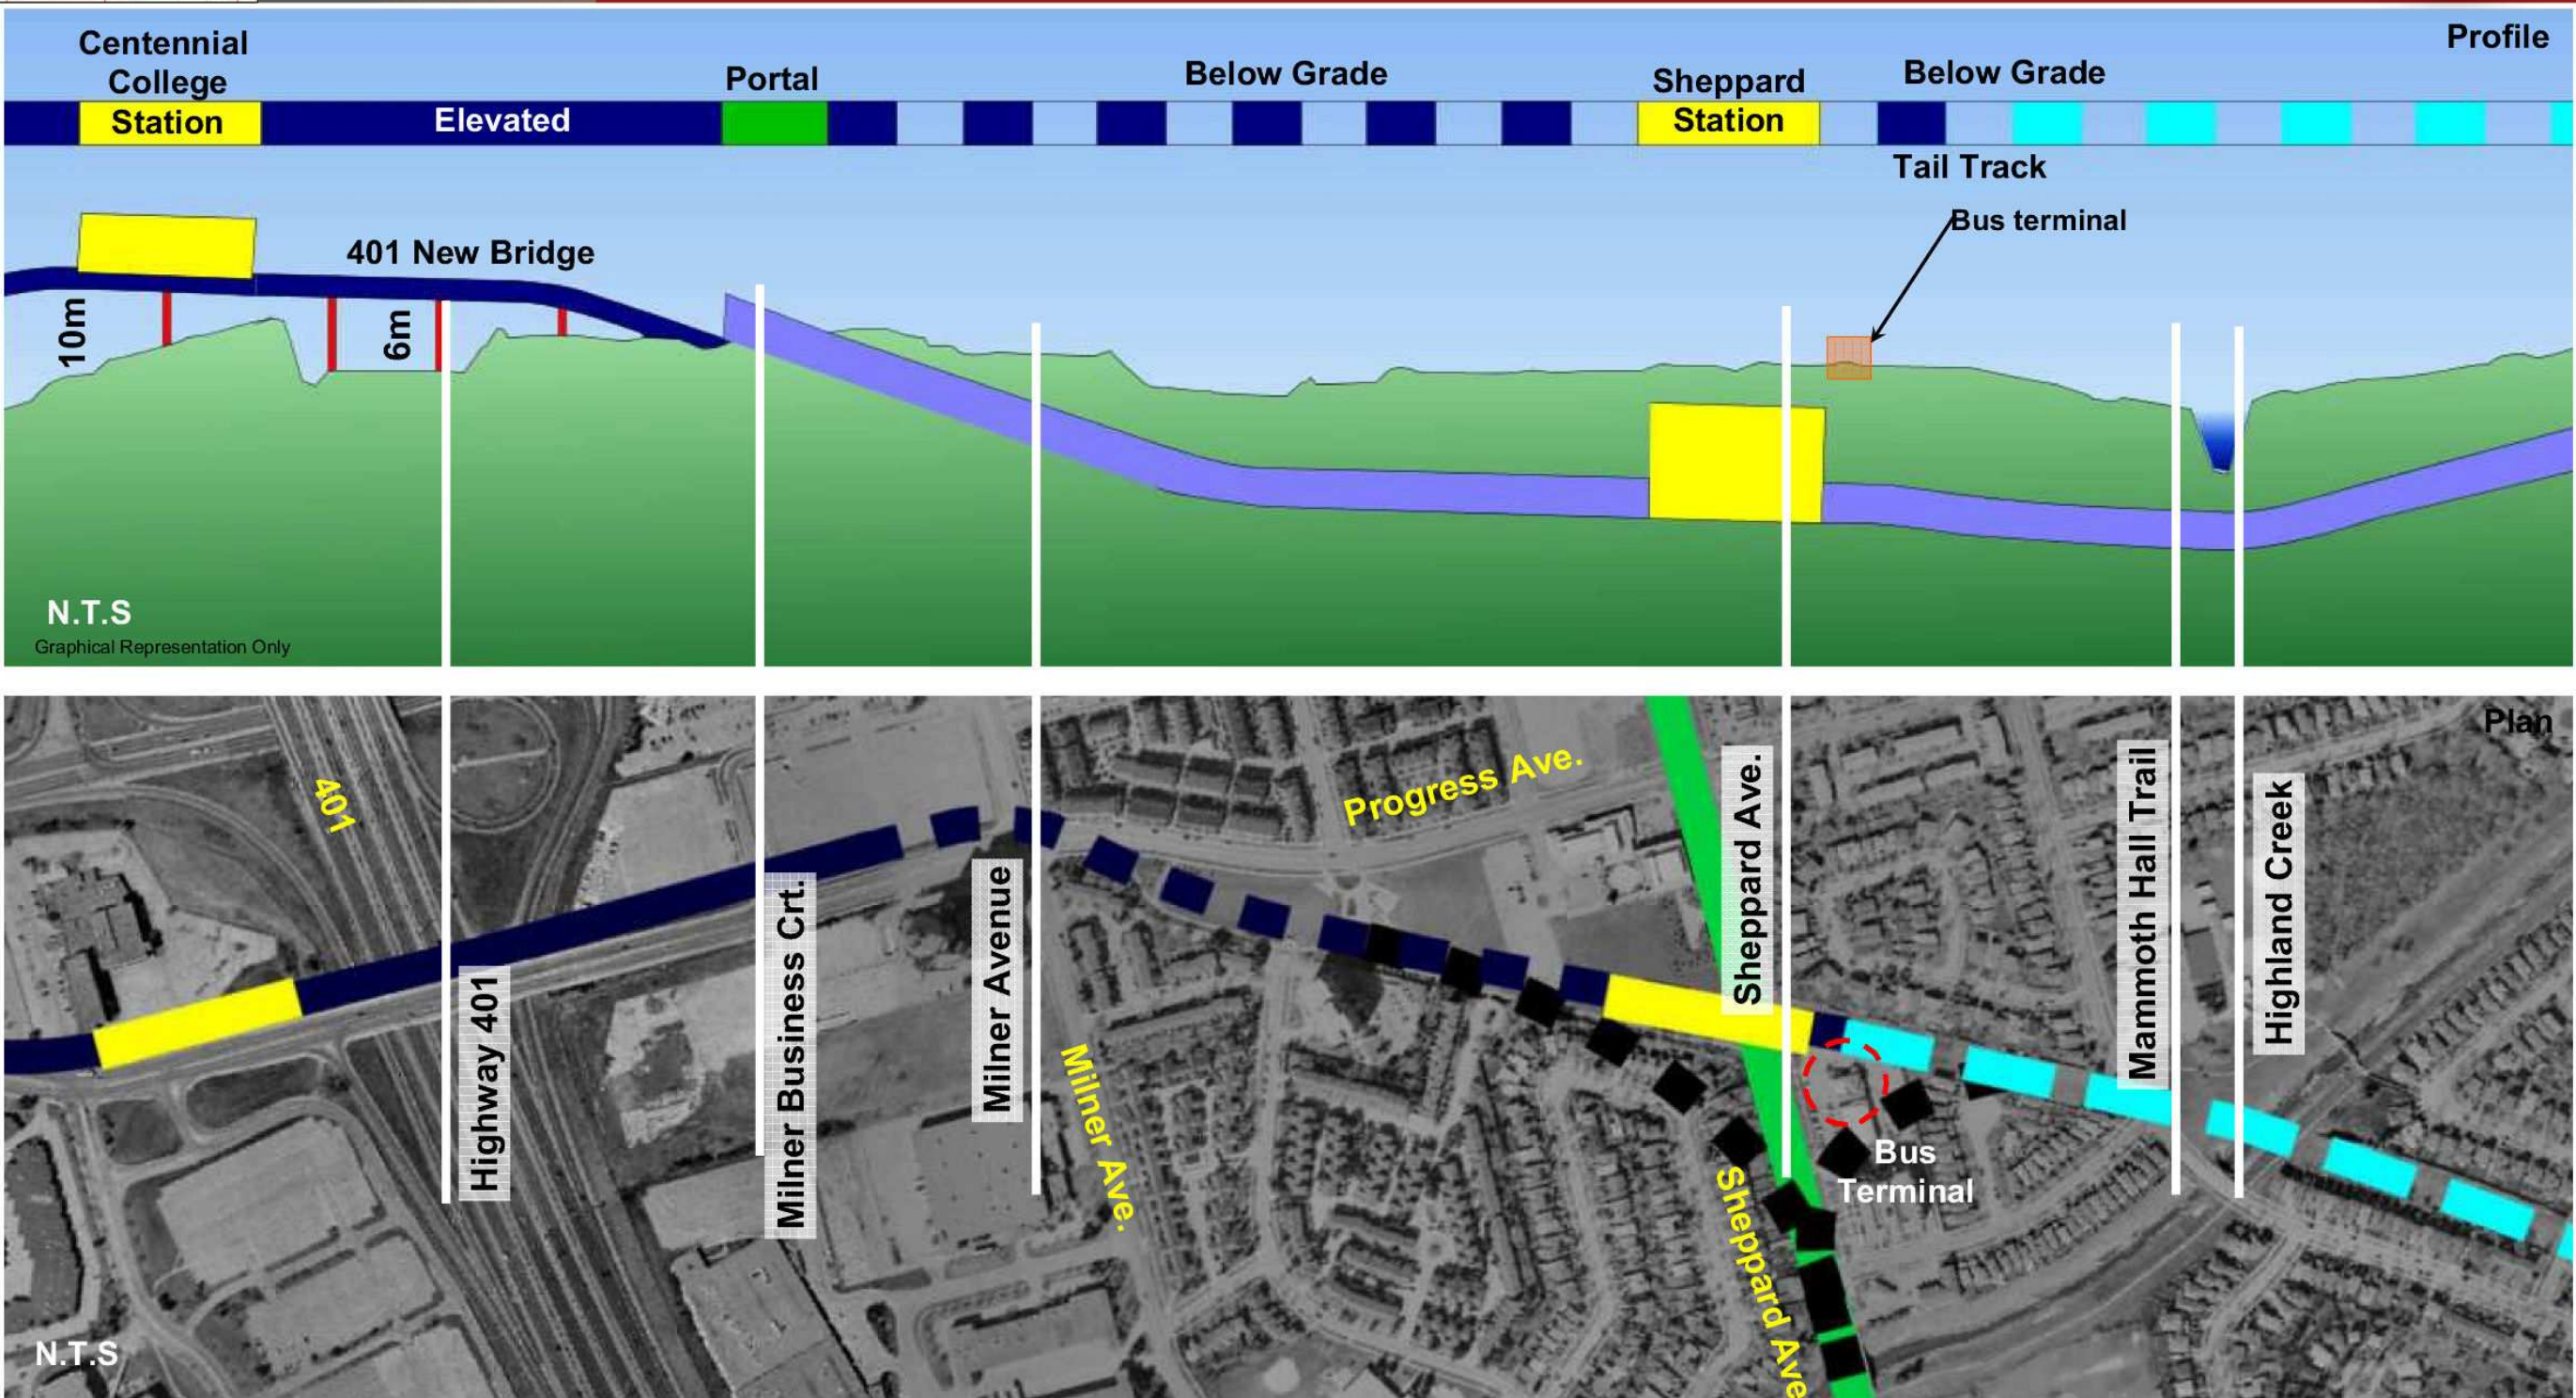 Profile
Centennial
College
Station
Elevated
Portal
Below Grade
Sheppard
Station
Below Grade
Tail Track
Bus terminal
401 New Bridge
10m
6m
N.T.S
Graphical Representation Only
Plan
401
Highway 401
Milner Business Crt.
Milner Avenue
Milner Ave.
Progress Ave.
Sheppard Ave.
Sheppard Ave
Bus
Terminal
Mammoth Hall Trail
Highland Creek
N.T.S